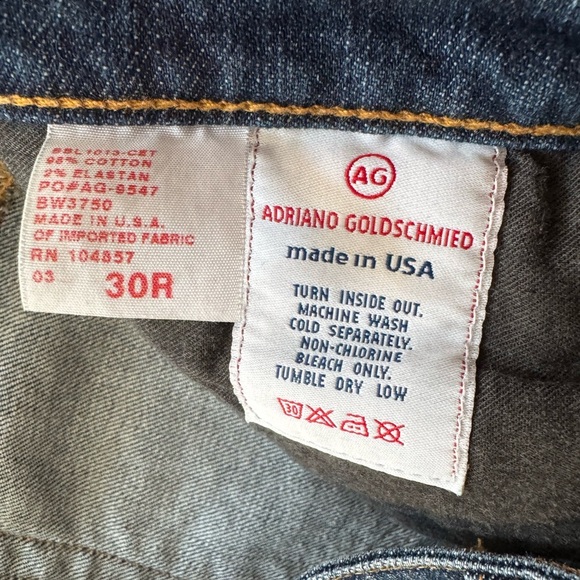 98% COTTON
2% ELASTAN
PO#AG-9547
BW3750
MADE IN U.S.A.
OF IMPORTED FABRIC
RN 104857
03 30R
AG
ADRIANO GOLDSCHMIED
made in USA
TURN INSIDE OUT.
MACHINE WASH
COLD SEPARATELY.
NON-CHLORINE
BLEACH ONLY.
TUMBLE DRY LOW
30